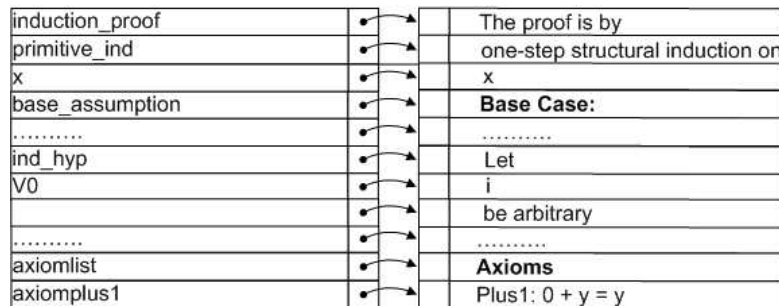 induction_proof The proof is by
primitive_ind one-step structural induction on
x x
base_assumption Base Case:
.......... ..........
ind_hyp Let
V0 i
be arbitrary
.......... ..........
axiomlist Axioms
axiomplus1 Plus1: 0 + y = y